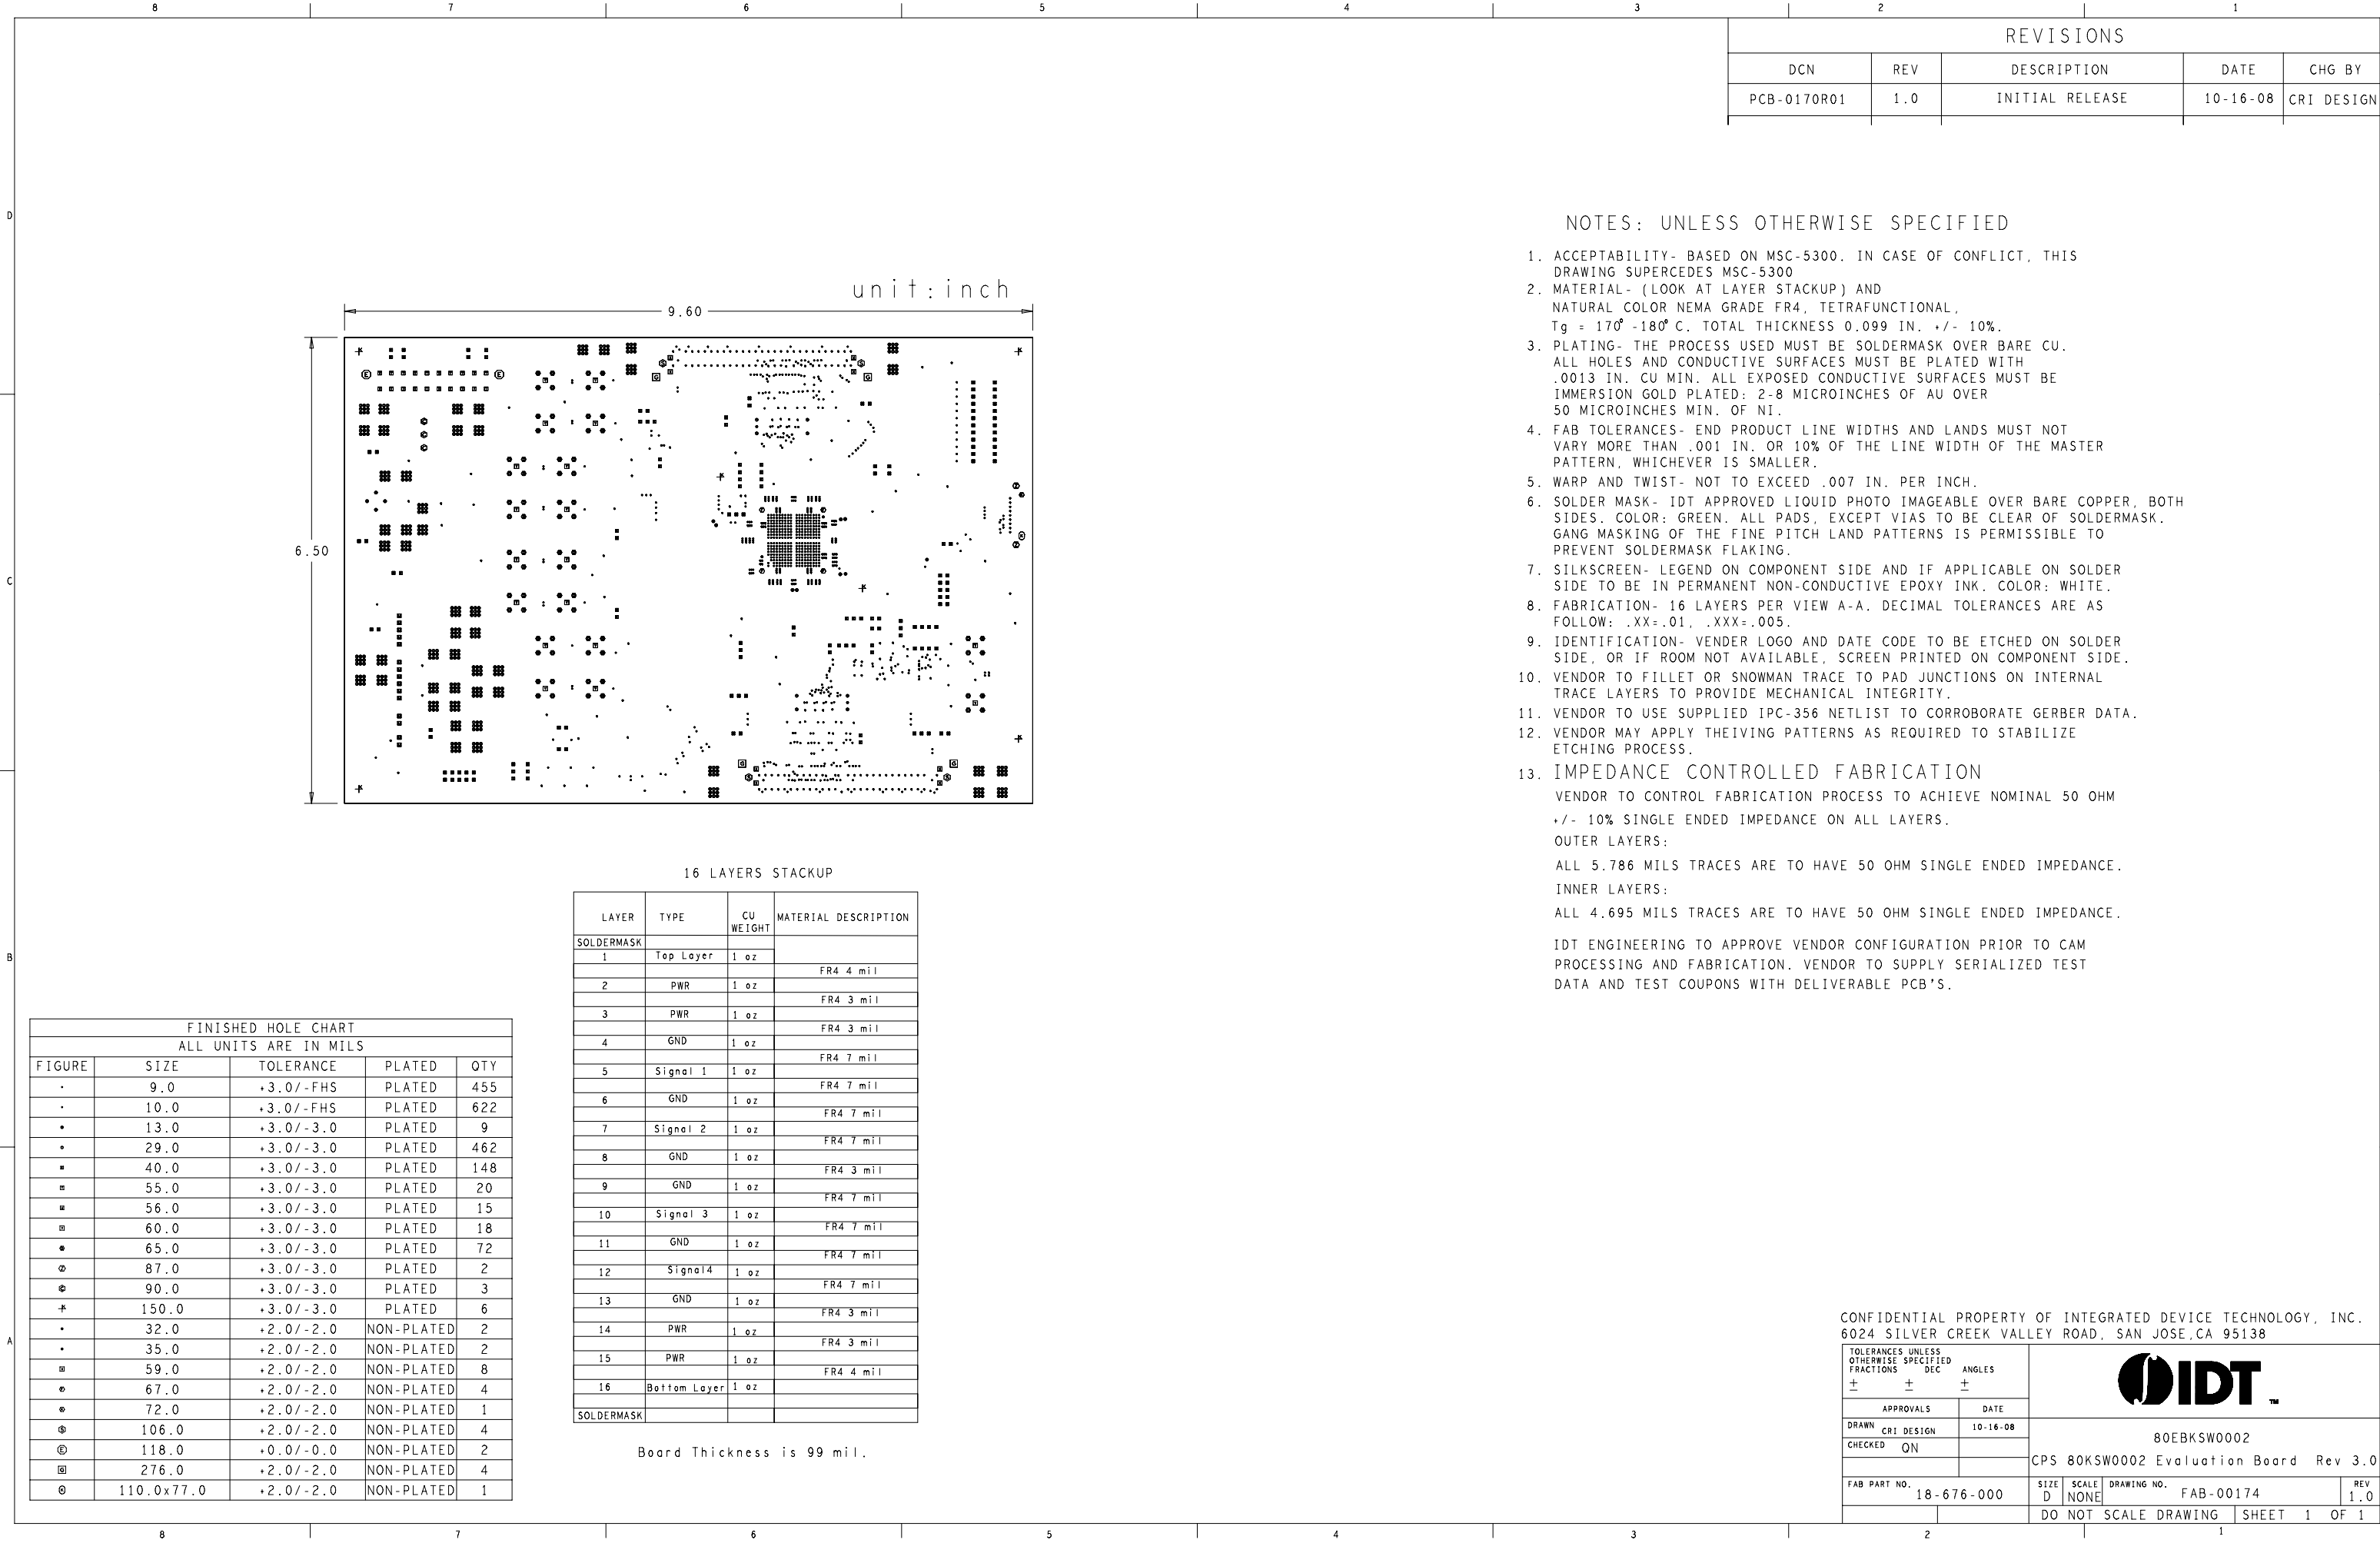 8 7 6 5 4 3 2 1
REVISIONS
DCN REV DESCRIPTION DATE CHG BY
PCB-0170R01 1.0 INITIAL RELEASE 10-16-08 CRI DESIGN
D
C
B
A
unit:inch
9.60
6.50
NOTES: UNLESS OTHERWISE SPECIFIED
1. ACCEPTABILITY- BASED ON MSC-5300. IN CASE OF CONFLICT, THIS
DRAWING SUPERCEDES MSC-5300
2. MATERIAL- (LOOK AT LAYER STACKUP) AND
NATURAL COLOR NEMA GRADE FR4, TETRAFUNCTIONAL,
Tg = 170° -180° C. TOTAL THICKNESS 0.099 IN. +/- 10%.
3. PLATING- THE PROCESS USED MUST BE SOLDERMASK OVER BARE CU.
ALL HOLES AND CONDUCTIVE SURFACES MUST BE PLATED WITH
.0013 IN. CU MIN. ALL EXPOSED CONDUCTIVE SURFACES MUST BE
IMMERSION GOLD PLATED: 2-8 MICROINCHES OF AU OVER
50 MICROINCHES MIN. OF NI.
4. FAB TOLERANCES- END PRODUCT LINE WIDTHS AND LANDS MUST NOT
VARY MORE THAN .001 IN. OR 10% OF THE LINE WIDTH OF THE MASTER
PATTERN, WHICHEVER IS SMALLER.
5. WARP AND TWIST- NOT TO EXCEED .007 IN. PER INCH.
6. SOLDER MASK- IDT APPROVED LIQUID PHOTO IMAGEABLE OVER BARE COPPER, BOTH
SIDES. COLOR: GREEN. ALL PADS, EXCEPT VIAS TO BE CLEAR OF SOLDERMASK.
GANG MASKING OF THE FINE PITCH LAND PATTERNS IS PERMISSIBLE TO
PREVENT SOLDERMASK FLAKING.
7. SILKSCREEN- LEGEND ON COMPONENT SIDE AND IF APPLICABLE ON SOLDER
SIDE TO BE IN PERMANENT NON-CONDUCTIVE EPOXY INK. COLOR: WHITE.
8. FABRICATION- 16 LAYERS PER VIEW A-A. DECIMAL TOLERANCES ARE AS
FOLLOW: .XX=.01, .XXX=.005.
9. IDENTIFICATION- VENDER LOGO AND DATE CODE TO BE ETCHED ON SOLDER
SIDE, OR IF ROOM NOT AVAILABLE, SCREEN PRINTED ON COMPONENT SIDE.
10. VENDOR TO FILLET OR SNOWMAN TRACE TO PAD JUNCTIONS ON INTERNAL
TRACE LAYERS TO PROVIDE MECHANICAL INTEGRITY.
11. VENDOR TO USE SUPPLIED IPC-356 NETLIST TO CORROBORATE GERBER DATA.
12. VENDOR MAY APPLY THEIVING PATTERNS AS REQUIRED TO STABILIZE
ETCHING PROCESS.
13. IMPEDANCE CONTROLLED FABRICATION
VENDOR TO CONTROL FABRICATION PROCESS TO ACHIEVE NOMINAL 50 OHM
+/- 10% SINGLE ENDED IMPEDANCE ON ALL LAYERS.
OUTER LAYERS:
ALL 5.786 MILS TRACES ARE TO HAVE 50 OHM SINGLE ENDED IMPEDANCE.
INNER LAYERS:
ALL 4.695 MILS TRACES ARE TO HAVE 50 OHM SINGLE ENDED IMPEDANCE.
IDT ENGINEERING TO APPROVE VENDOR CONFIGURATION PRIOR TO CAM
PROCESSING AND FABRICATION. VENDOR TO SUPPLY SERIALIZED TEST
DATA AND TEST COUPONS WITH DELIVERABLE PCB'S.
16 LAYERS STACKUP
LAYER TYPE CU WEIGHT MATERIAL DESCRIPTION
SOLDERMASK
1 Top Layer 1 oz
FR4 4 mil
2 PWR 1 oz
FR4 3 mil
3 PWR 1 oz
FR4 3 mil
4 GND 1 oz
FR4 7 mil
5 Signal 1 1 oz
FR4 7 mil
6 GND 1 oz
FR4 7 mil
7 Signal 2 1 oz
FR4 7 mil
8 GND 1 oz
FR4 3 mil
9 GND 1 oz
FR4 7 mil
10 Signal 3 1 oz
FR4 7 mil
11 GND 1 oz
FR4 7 mil
12 Signal4 1 oz
FR4 7 mil
13 GND 1 oz
FR4 3 mil
14 PWR 1 oz
FR4 3 mil
15 PWR 1 oz
FR4 4 mil
16 Bottom Layer 1 oz
SOLDERMASK
Board Thickness is 99 mil.
FINISHED HOLE CHART
ALL UNITS ARE IN MILS
FIGURE SIZE TOLERANCE PLATED QTY
9.0 +3.0/-FHS PLATED 455
10.0 +3.0/-FHS PLATED 622
13.0 +3.0/-3.0 PLATED 9
29.0 +3.0/-3.0 PLATED 462
40.0 +3.0/-3.0 PLATED 148
55.0 +3.0/-3.0 PLATED 20
56.0 +3.0/-3.0 PLATED 15
60.0 +3.0/-3.0 PLATED 18
65.0 +3.0/-3.0 PLATED 72
87.0 +3.0/-3.0 PLATED 2
90.0 +3.0/-3.0 PLATED 3
150.0 +3.0/-3.0 PLATED 6
32.0 +2.0/-2.0 NON-PLATED 2
35.0 +2.0/-2.0 NON-PLATED 2
59.0 +2.0/-2.0 NON-PLATED 8
67.0 +2.0/-2.0 NON-PLATED 4
72.0 +2.0/-2.0 NON-PLATED 1
106.0 +2.0/-2.0 NON-PLATED 4
E 118.0 +0.0/-0.0 NON-PLATED 2
G 276.0 +2.0/-2.0 NON-PLATED 4
110.0x77.0 +2.0/-2.0 NON-PLATED 1
CONFIDENTIAL PROPERTY OF INTEGRATED DEVICE TECHNOLOGY, INC.
6024 SILVER CREEK VALLEY ROAD, SAN JOSE,CA 95138
TOLERANCES UNLESS
OTHERWISE SPECIFIED
FRACTIONS DEC ANGLES
± ± ±
IDT TM
APPROVALS DATE
DRAWN CRI DESIGN 10-16-08
CHECKED QN
80EBKSW0002
CPS 80KSW0002 Evaluation Board Rev 3.0
FAB PART NO. 18-676-000
SIZE D SCALE NONE DRAWING NO. FAB-00174 REV 1.0
DO NOT SCALE DRAWING SHEET 1 OF 1
8 7 6 5 4 3 2 1